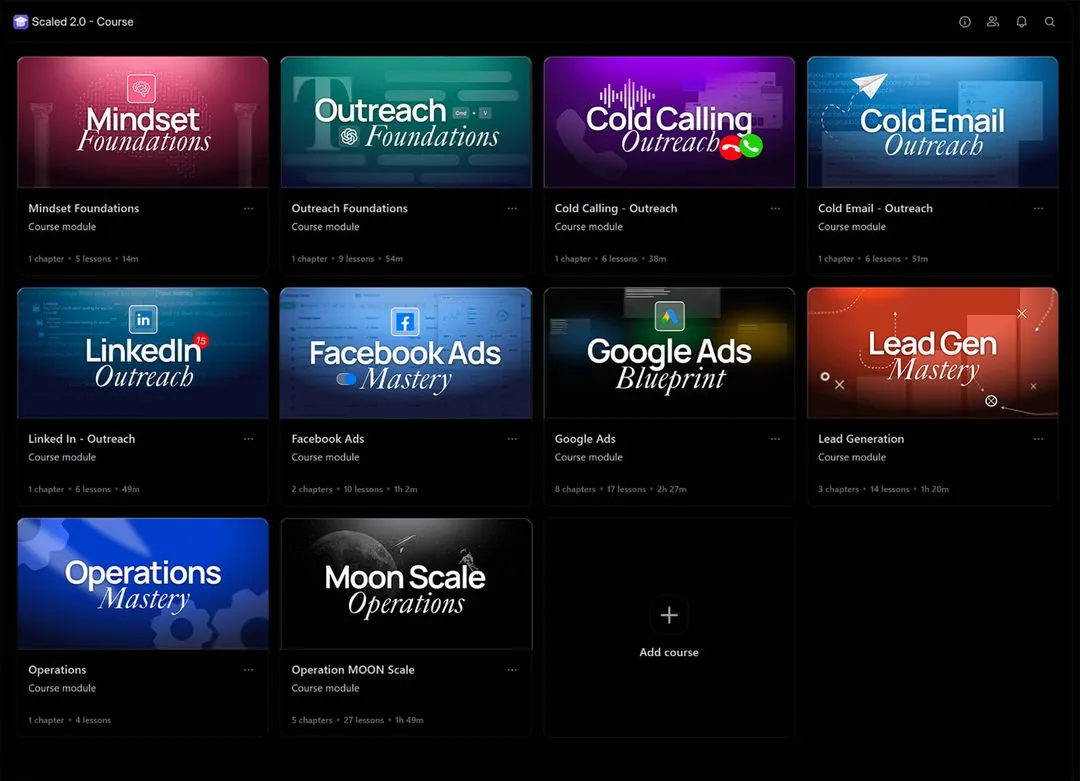 Scaled 2.0 - Course
Mindset
Foundations
Mindset Foundations
...
Course module
1 chapter • 5 lessons • 14m
Outreach
Cmd + V
Foundations
Outreach Foundations
...
Course module
1 chapter • 9 lessons • 54m
Cold Calling
Outreach
Cold Calling - Outreach
...
Course module
1 chapter • 6 lessons • 38m
Cold Email
Outreach
Cold Email - Outreach
...
Course module
1 chapter • 6 lessons • 51m
in
LinkedIn
15
Outreach
Linked In - Outreach
...
Course module
1 chapter • 6 lessons • 49m
Facebook Ads
Mastery
Facebook Ads
...
Course module
2 chapters • 10 lessons • 1h 2m
Google Ads
Blueprint
Google Ads
...
Course module
8 chapters • 17 lessons • 2h 27m
Lead Gen
Mastery
Lead Generation
...
Course module
3 chapters • 14 lessons • 1h 20m
Operations
Mastery
Operations
...
Course module
1 chapter • 4 lessons
Moon Scale
Operations
Operation MOON Scale
...
Course module
5 chapters • 27 lessons • 1h 49m
Add course